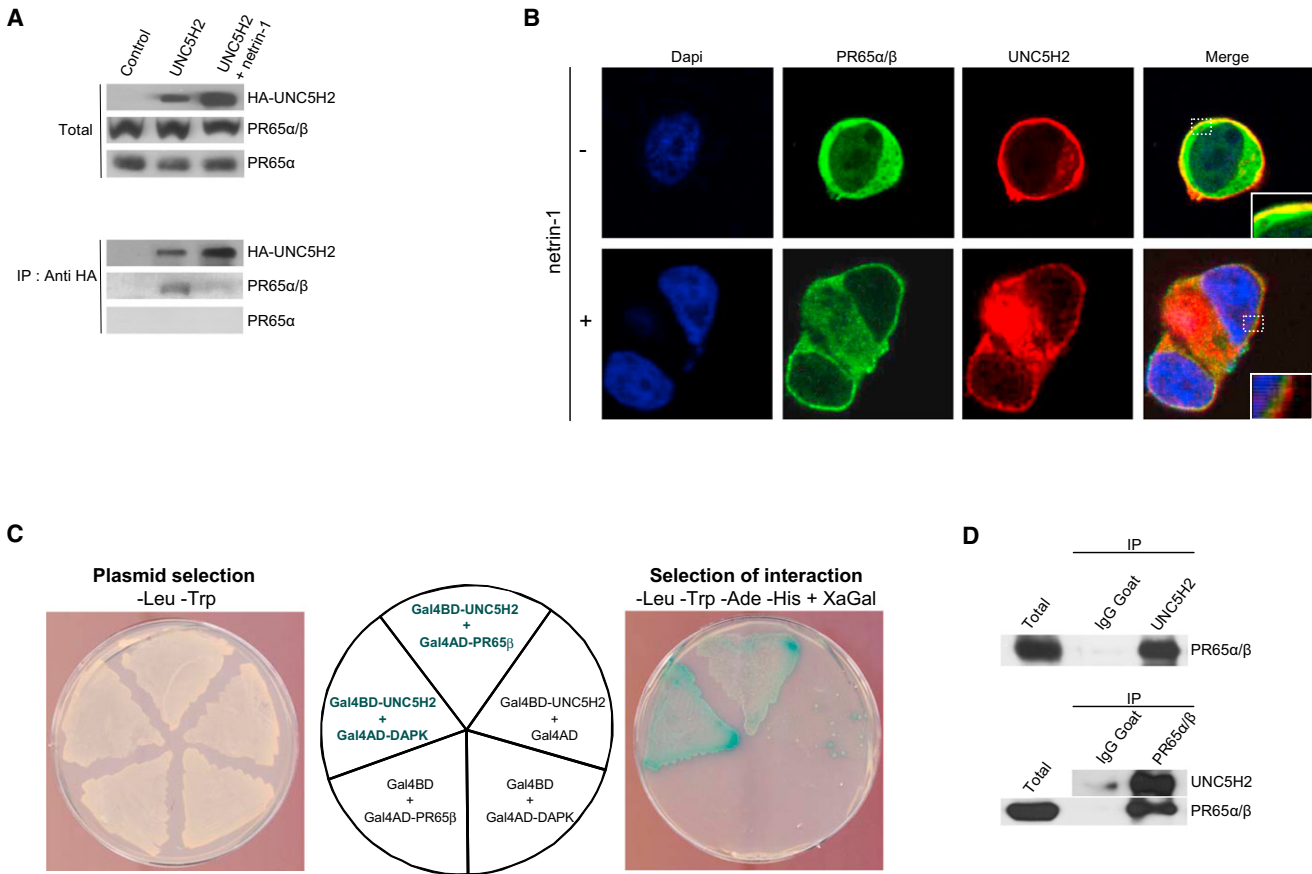 A
Control
UNC5H2
UNC5H2
+ netrin-1
Total
HA-UNC5H2
PR65α/β
PR65α
IP : Anti HA
HA-UNC5H2
PR65α/β
PR65α
B
Dapi
PR65α/β
UNC5H2
Merge
netrin-1
-
+
C
Plasmid selection
-Leu -Trp
Gal4BD-UNC5H2
+
Gal4AD-PR65β
Gal4BD-UNC5H2
+
Gal4AD-DAPK
Gal4BD-UNC5H2
+
Gal4AD
Gal4BD
+
Gal4AD-PR65β
Gal4BD
+
Gal4AD-DAPK
Selection of interaction
-Leu -Trp -Ade -His + XaGal
D
IP
Total
IgG Goat
UNC5H2
PR65α/β
IP
Total
IgG Goat
PR65α/β
UNC5H2
PR65α/β